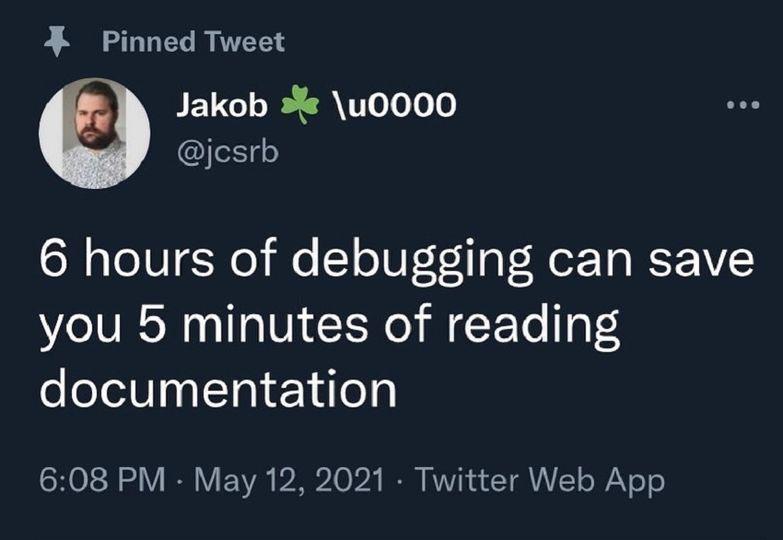 Pinned Tweet
Jakob ☘️ \u0000
@jcsrb
6 hours of debugging can save
you 5 minutes of reading
documentation
6:08 PM · May 12, 2021 · Twitter Web App